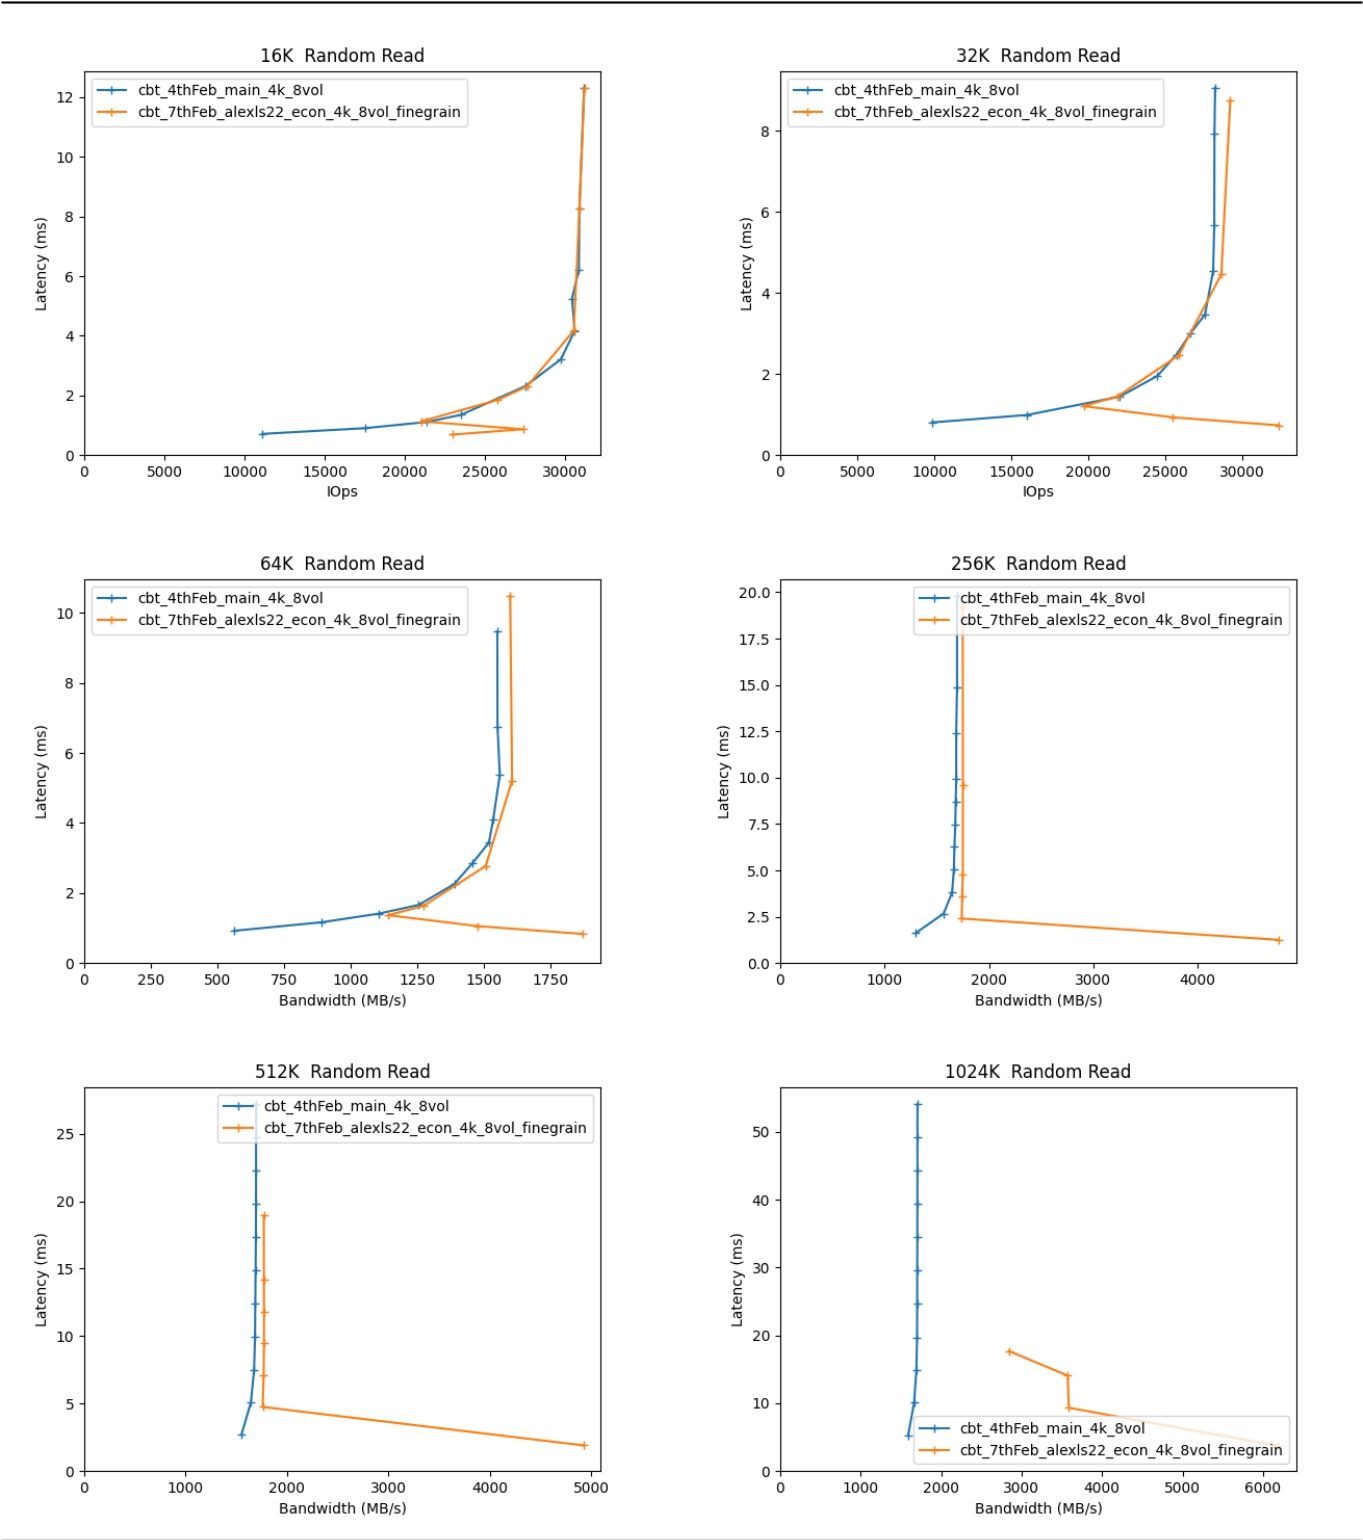 16K  Random Read
cbt_4thFeb_main_4k_8vol
cbt_7thFeb_alexls22_econ_4k_8vol_finegrain
Latency (ms)
12
10
8
6
4
2
0
0 5000 10000 15000 20000 25000 30000
IOps
32K  Random Read
cbt_4thFeb_main_4k_8vol
cbt_7thFeb_alexls22_econ_4k_8vol_finegrain
Latency (ms)
8
6
4
2
0
0 5000 10000 15000 20000 25000 30000
IOps
64K  Random Read
cbt_4thFeb_main_4k_8vol
cbt_7thFeb_alexls22_econ_4k_8vol_finegrain
Latency (ms)
10
8
6
4
2
0
0 250 500 750 1000 1250 1500 1750
Bandwidth (MB/s)
256K  Random Read
cbt_4thFeb_main_4k_8vol
cbt_7thFeb_alexls22_econ_4k_8vol_finegrain
Latency (ms)
20.0
17.5
15.0
12.5
10.0
7.5
5.0
2.5
0.0
0 1000 2000 3000 4000
Bandwidth (MB/s)
512K  Random Read
cbt_4thFeb_main_4k_8vol
cbt_7thFeb_alexls22_econ_4k_8vol_finegrain
Latency (ms)
25
20
15
10
5
0
0 1000 2000 3000 4000 5000
Bandwidth (MB/s)
1024K  Random Read
Latency (ms)
50
40
30
20
10
0
cbt_4thFeb_main_4k_8vol
cbt_7thFeb_alexls22_econ_4k_8vol_finegrain
0 1000 2000 3000 4000 5000 6000
Bandwidth (MB/s)